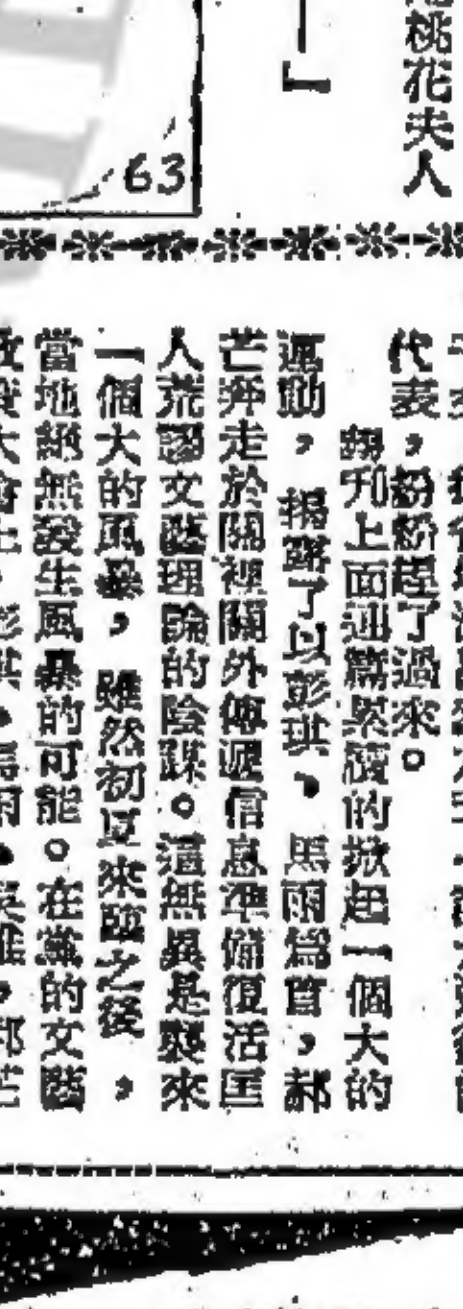 桃花夫人
──』
63
代表，紛紛趕了過來。
刊上面連篇累牘的掀起一個大的
運動，揭露了以彭琪、馬雨爲首，郝
芒奔走於關裡關外傳遞信息準備復活匡
人荒謬文藝理論的陰謀。這無異是襲來
一個大的風暴，雖然初夏來臨之後，
當地絕無發生風暴的可能。在黨的文藝